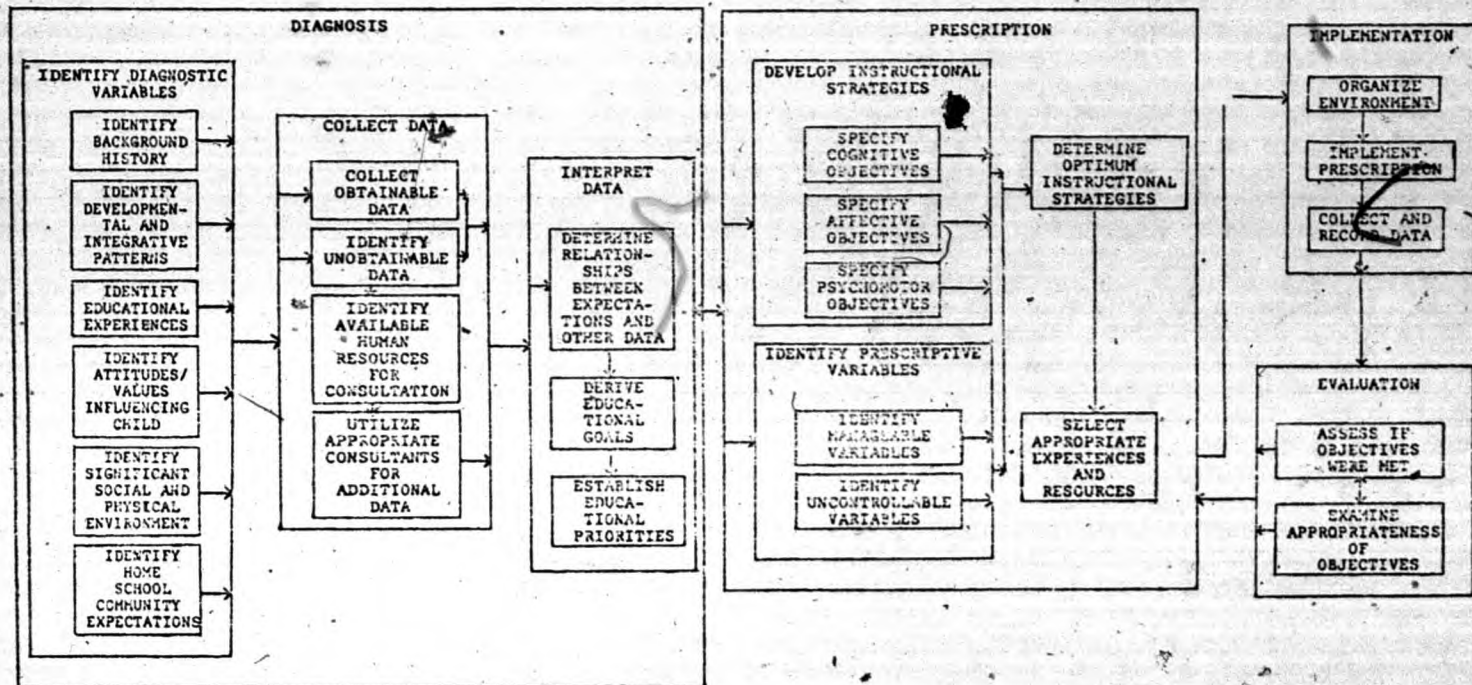 DIAGNOSIS
IDENTIFY DIAGNOSTIC
VARIABLES
IDENTIFY
BACKGROUND
HISTORY
IDENTIFY
DEVELOPMEN-
TAL AND
INTEGRATIVE
PATTERNS
IDENTIFY
EDUCATIONAL
EXPERIENCES
IDENTIFY
ATTITUDES/
VALUES
INFLUENCING
CHILD
IDENTIFY
SIGNIFICANT
SOCIAL AND
PHYSICAL
ENVIRONMENT
IDENTIFY
HOME
SCHOOL
COMMUNITY
EXPECTATIONS
COLLECT DATA
COLLECT
OBTAINABLE
DATA
IDENTIFY
UNOBTAINABLE
DATA
IDENTIFY
AVAILABLE
HUMAN
RESOURCES
FOR
CONSULTATION
UTILIZE
APPROPRIATE
CONSULTANTS
FOR
ADDITIONAL
DATA
INTERPRET
DATA
DETERMINE
RELATION-
SHIPS
BETWEEN
EXPECTA-
TIONS AND
OTHER DATA
DERIVE
EDUCA-
TIONAL
GOALS
ESTABLISH
EDUCA-
TIONAL
PRIORITIES
PRESCRIPTION
DEVELOP INSTRUCTIONAL
STRATEGIES
SPECIFY
COGNITIVE
OBJECTIVES
SPECIFY
AFFECTIVE
OBJECTIVES
SPECIFY
PSYCHOMOTOR
OBJECTIVES
IDENTIFY PRESCRIPTIVE
VARIABLES
IDENTIFY
MANAGEABLE
VARIABLES
IDENTIFY
UNCONTROLLABLE
VARIABLES
DETERMINE
OPTIMUM
INSTRUCTIONAL
STRATEGIES
SELECT
APPROPRIATE
EXPERIENCES
AND
RESOURCES
IMPLEMENTATION
ORGANIZE
ENVIRONMENT
IMPLEMENT
PRESCRIPTION
COLLECT AND
RECORD DATA
EVALUATION
ASSESS IF
OBJECTIVES
WERE MET
EXAMINE
APPROPRIATENESS
OF
OBJECTIVES